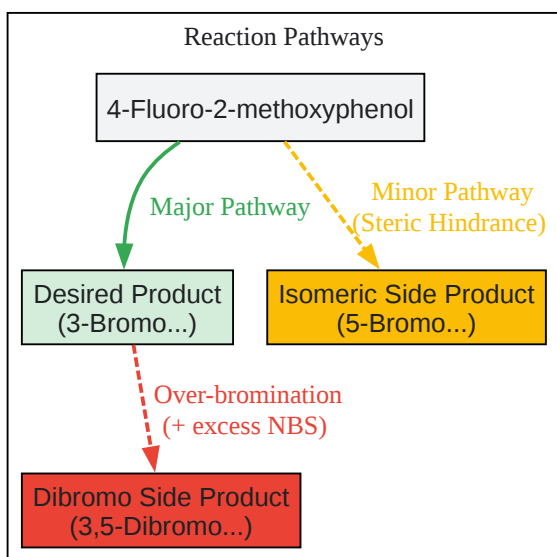 Reaction Pathways
4-Fluoro-2-methoxyphenol
Major Pathway
Minor Pathway
(Steric Hindrance)
Desired Product
(3-Bromo...)
Isomeric Side Product
(5-Bromo...)
Over-bromination
(+ excess NBS)
Dibromo Side Product
(3,5-Dibromo...)